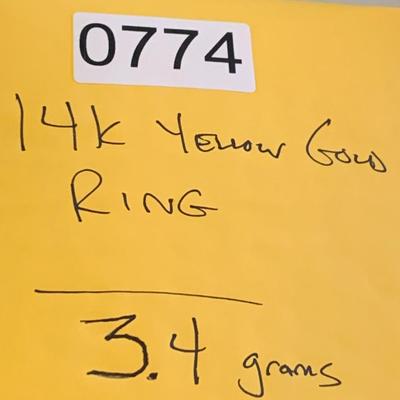 0774
14K YELLOW GOLD
RING
3.4 grams